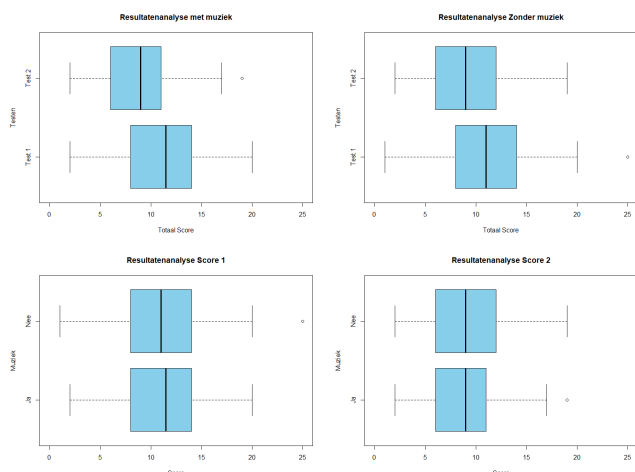 Resultatenanalyse met muziek
Test 2
Testen
Test 1
0 5 10 15 20 25
Totaal Score
Resultatenanalyse Zonder muziek
Test 2
Testen
Test 1
0 5 10 15 20 25
Totaal Score
Resultatenanalyse Score 1
Nee
Muziek
Ja
0 5 10 15 20 25
Resultatenanalyse Score 2
Nee
Muziek
Ja
0 5 10 15 20 25